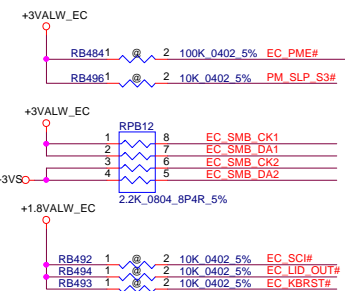 +3VALW_EC
RB484 1 @ 2 100K_0402_5% EC_PME#
RB496 1 @ 2 10K_0402_5% PM_SLP_S3#
+3VALW_EC
RPB12
1 8 EC_SMB_CK1
2 7 EC_SMB_DA1
3 6 EC_SMB_CK2
+3VS 4 5 EC_SMB_DA2
2.2K_0804_8P4R_5%
+1.8VALW_EC
RB492 1 @ 2 10K_0402_5% EC_SCI#
RB494 1 @ 2 10K_0402_5% EC_LID_OUT#
RB493 1 @ 2 10K_0402_5% EC_KBRST#